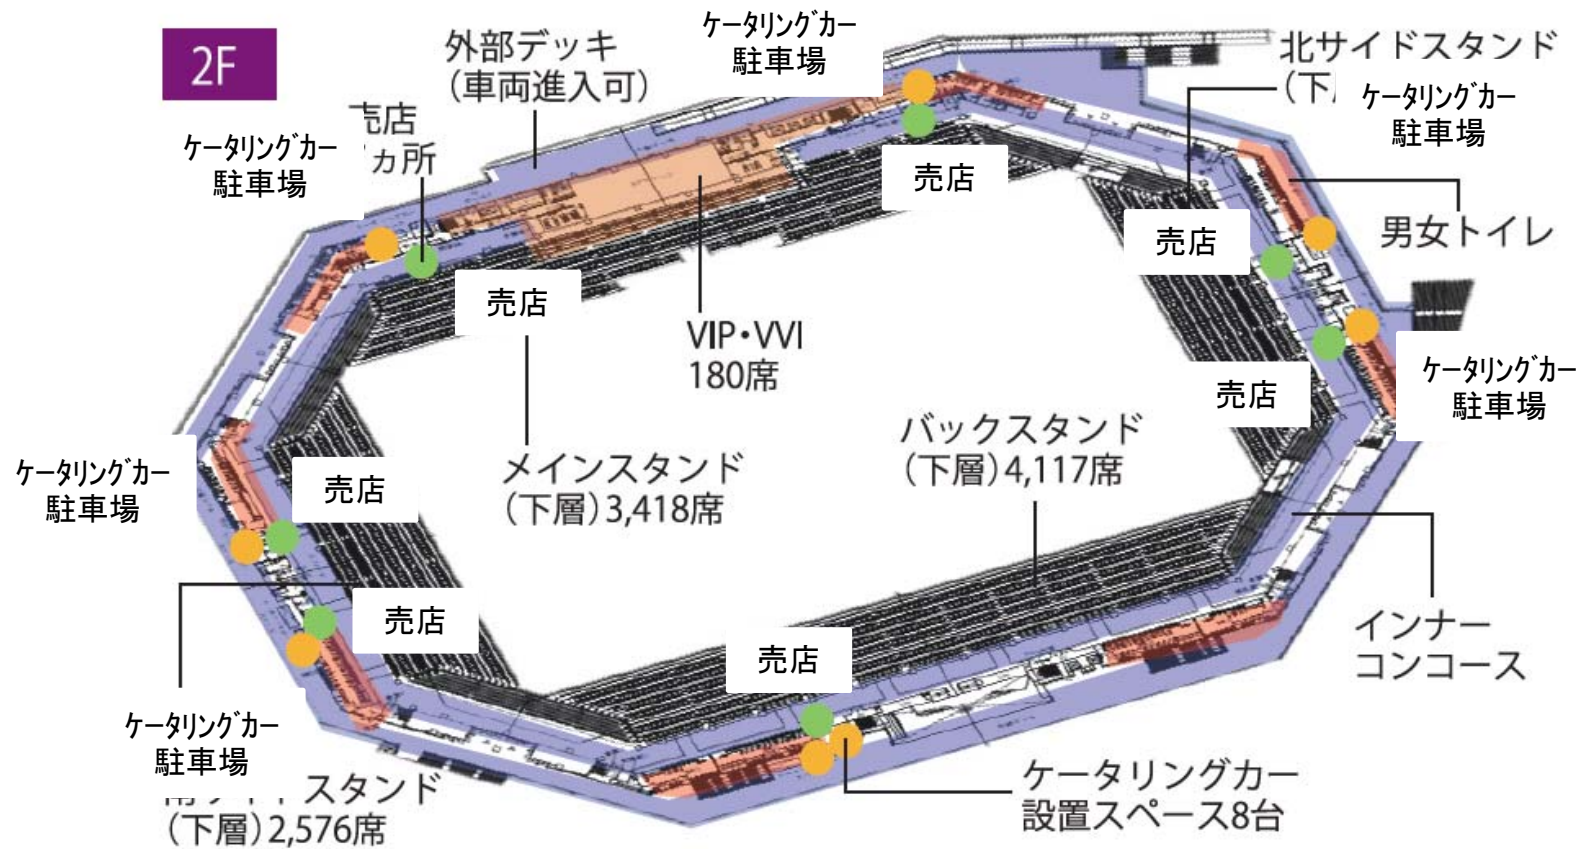 2F
外部デッキ
（車両進入可）
ｹｰﾀﾘﾝｸﾞｶｰ
駐車場
北サイドスタンド
（下
ｹｰﾀﾘﾝｸﾞｶｰ
駐車場
売店
ヵ所
ｹｰﾀﾘﾝｸﾞｶｰ
駐車場
売店
売店
男女トイレ
売店
VIP・VVI
180席
売店
ｹｰﾀﾘﾝｸﾞｶｰ
駐車場
メインスタンド
（下層）3,418席
バックスタンド
（下層）4,117席
ｹｰﾀﾘﾝｸﾞｶｰ
駐車場
売店
売店
売店
インナー
コンコース
ｹｰﾀﾘﾝｸﾞｶｰ
駐車場
スタンド
（下層）2,576席
ケータリングカー
設置スペース8台